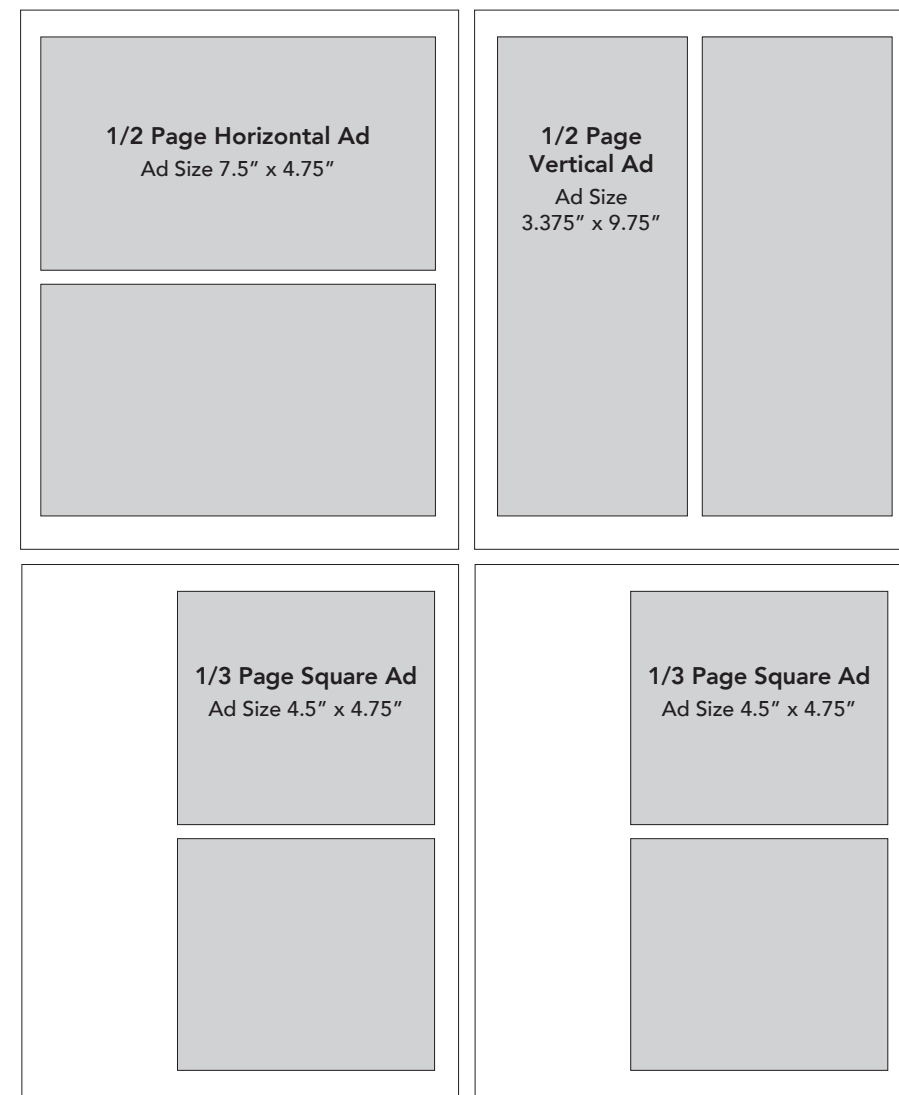 1/2 Page Horizontal Ad
Ad Size 7.5” x 4.75”
1/2 Page
Vertical Ad
Ad Size
3.375” x 9.75”
1/3 Page Square Ad
Ad Size 4.5” x 4.75”
1/3 Page Square Ad
Ad Size 4.5” x 4.75”